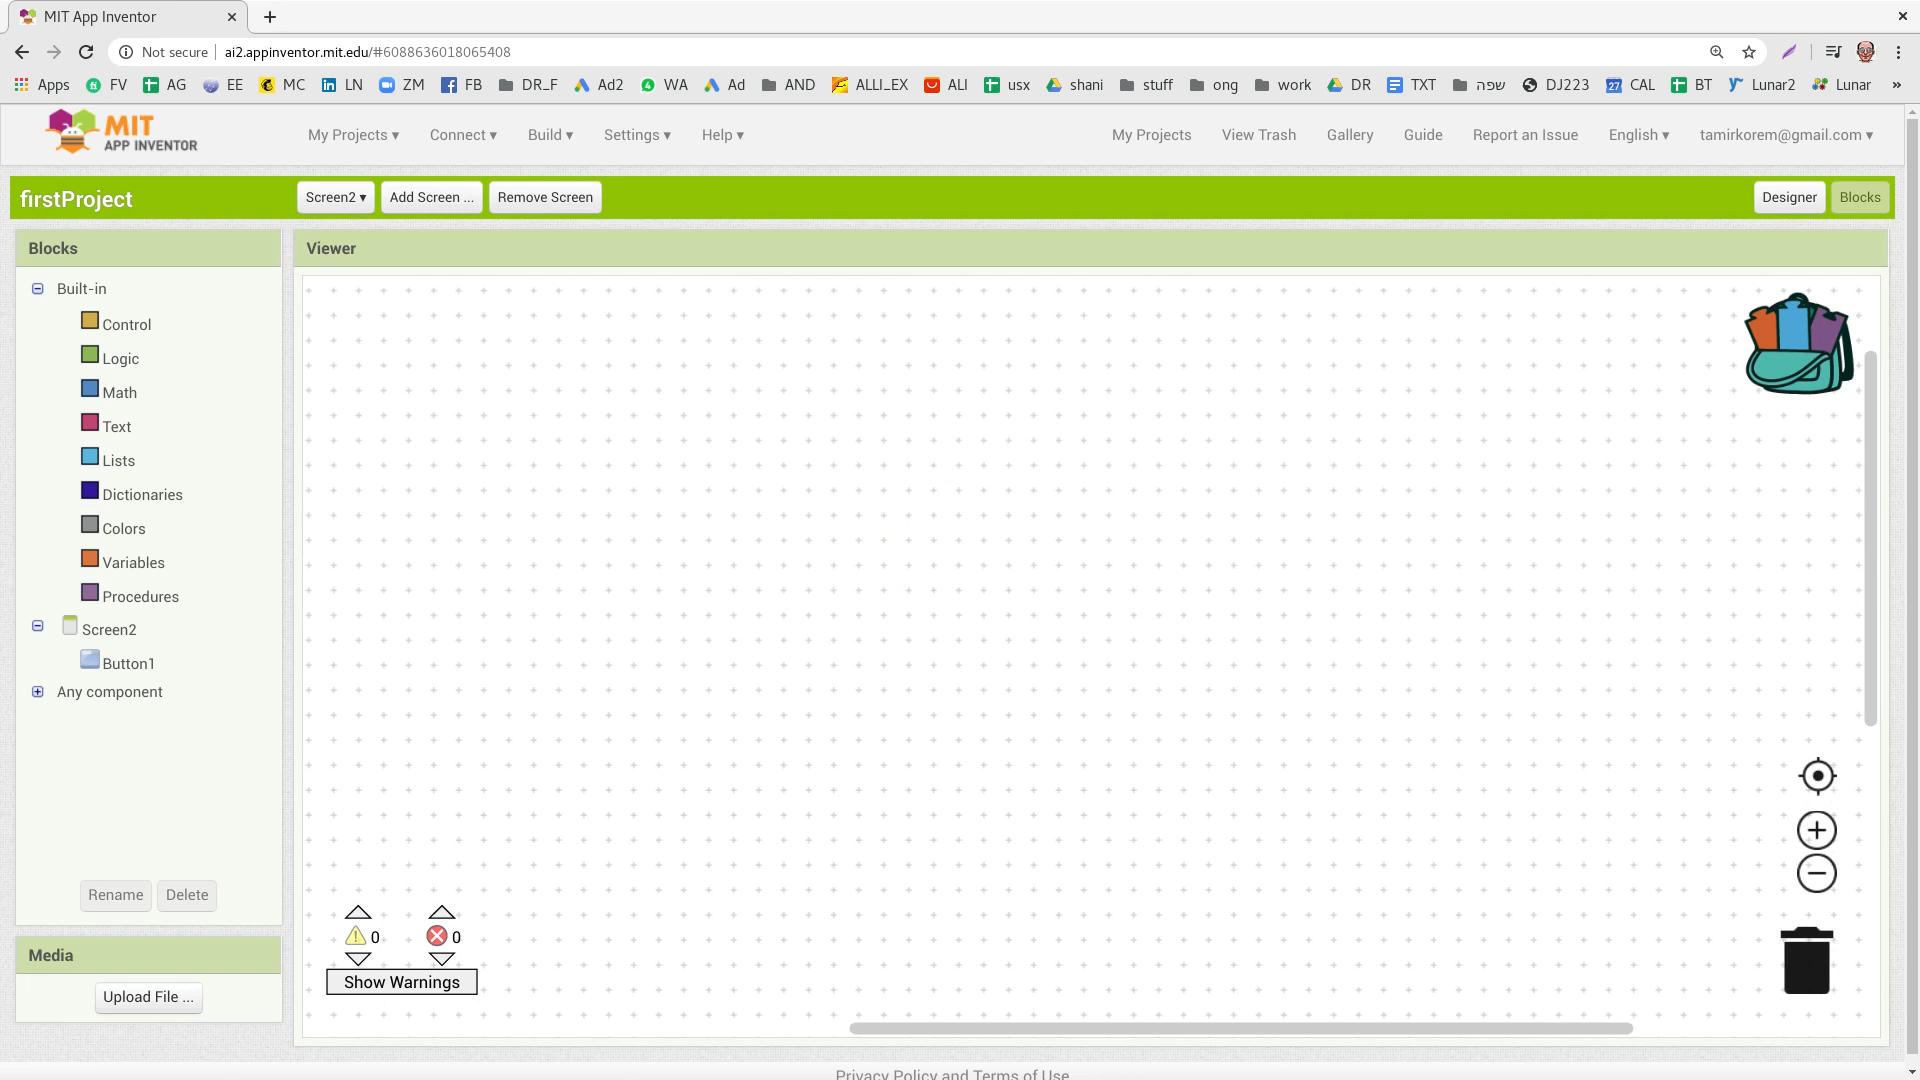 MIT App Inventor
Not secure ai2.appinventor.mit.edu/#6088636018065408
Apps FV AG EE MC LN ZM FB DR_F Ad2 WA Ad AND ALLI_EX ALI usx shani stuff ong work DR TXT שפה DJ223 27 CAL BT Lunar2 Lunar »
MIT
APP INVENTOR
My Projects ▾ Connect ▾ Build ▾ Settings ▾ Help ▾ My Projects View Trash Gallery Guide Report an Issue English ▾ tamirkorem@gmail.com ▾
firstProject Screen2 ▾ Add Screen ... Remove Screen Designer Blocks
Blocks
Viewer
Built-in
Control
Logic
Math
Text
Lists
Dictionaries
Colors
Variables
Procedures
Screen2
Button1
Any component
Rename Delete
0 0
Show Warnings
Media
Upload File ...
Privacy Policy and Terms of Use